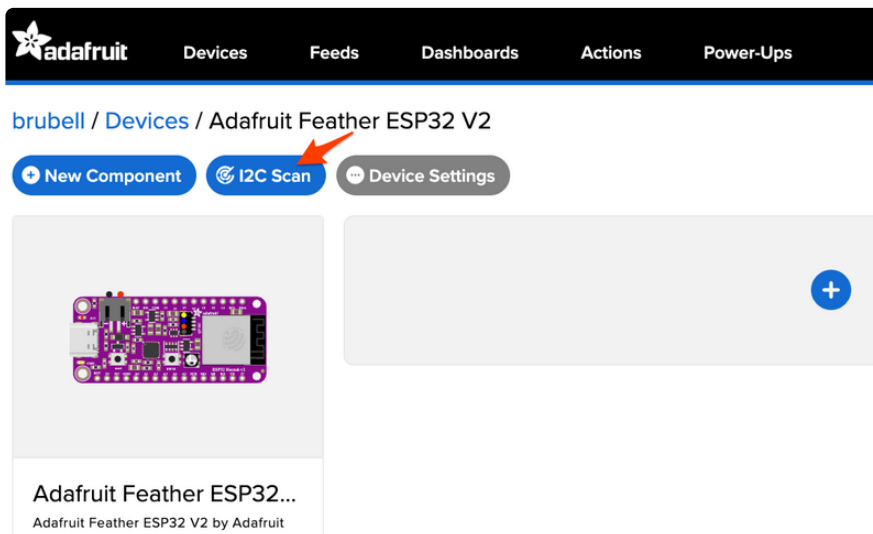 adafruit Devices Feeds Dashboards Actions Power-Ups
brubell / Devices / Adafruit Feather ESP32 V2
New Component I2C Scan Device Settings
Adafruit Feather ESP32...
Adafruit Feather ESP32 V2 by Adafruit